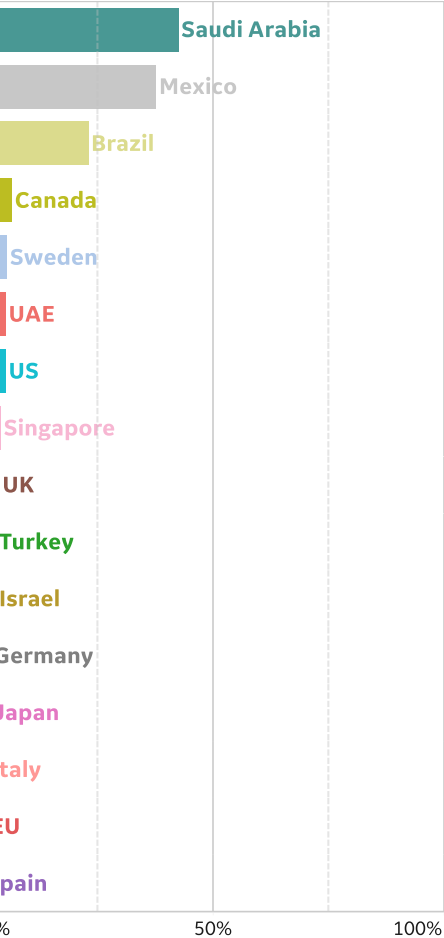 Saudi Arabia
Mexico
Brazil
Canada
Sweden
UAE
US
Singapore
UK
Turkey
Israel
Germany
Japan
taly
EU
pain
% 50% 100%